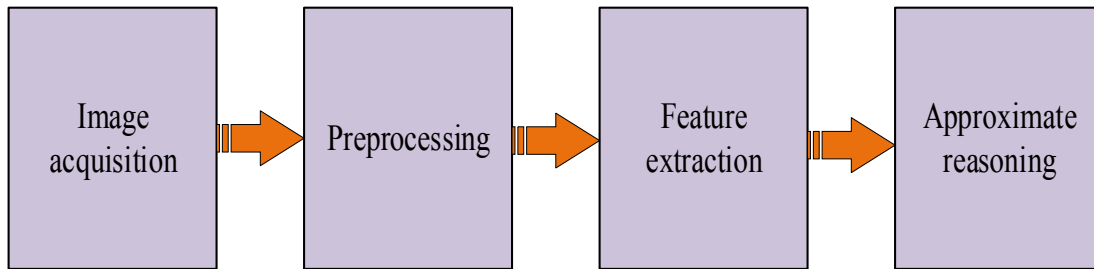 Image
acquisition
Preprocessing
Feature
extraction
Approximate
reasoning